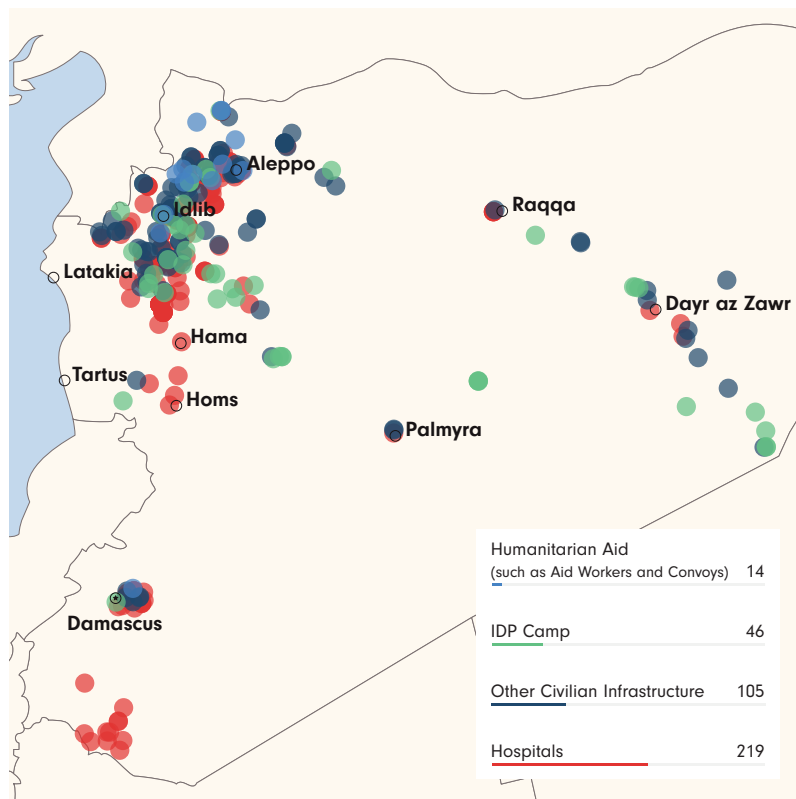 Aleppo
Idlib
Raqqa
Latakia
Dayr az Zawr
Hama
Tartus
Homs
Palmyra
Damascus
Humanitarian Aid
(such as Aid Workers and Convoys) 14
IDP Camp 46
Other Civilian Infrastructure 105
Hospitals 219